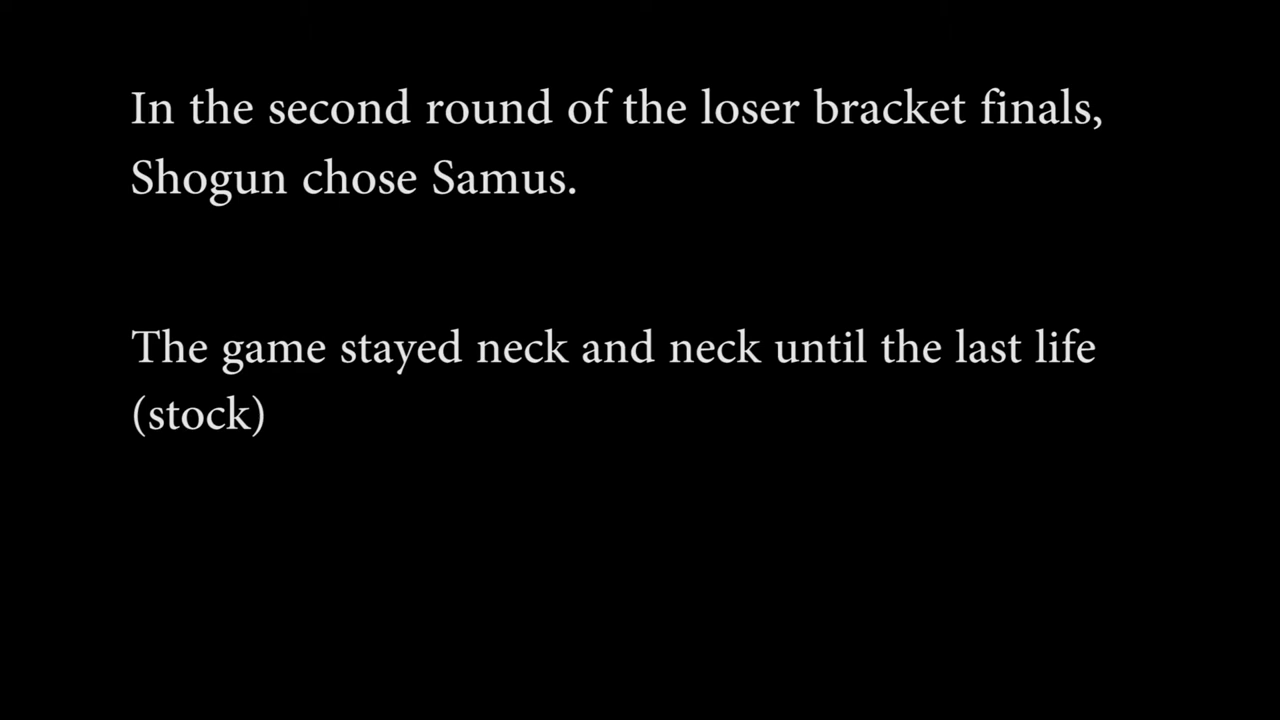 In the second round of the loser bracket finals,
Shogun chose Samus.
The game stayed neck and neck until the last life
(stock)